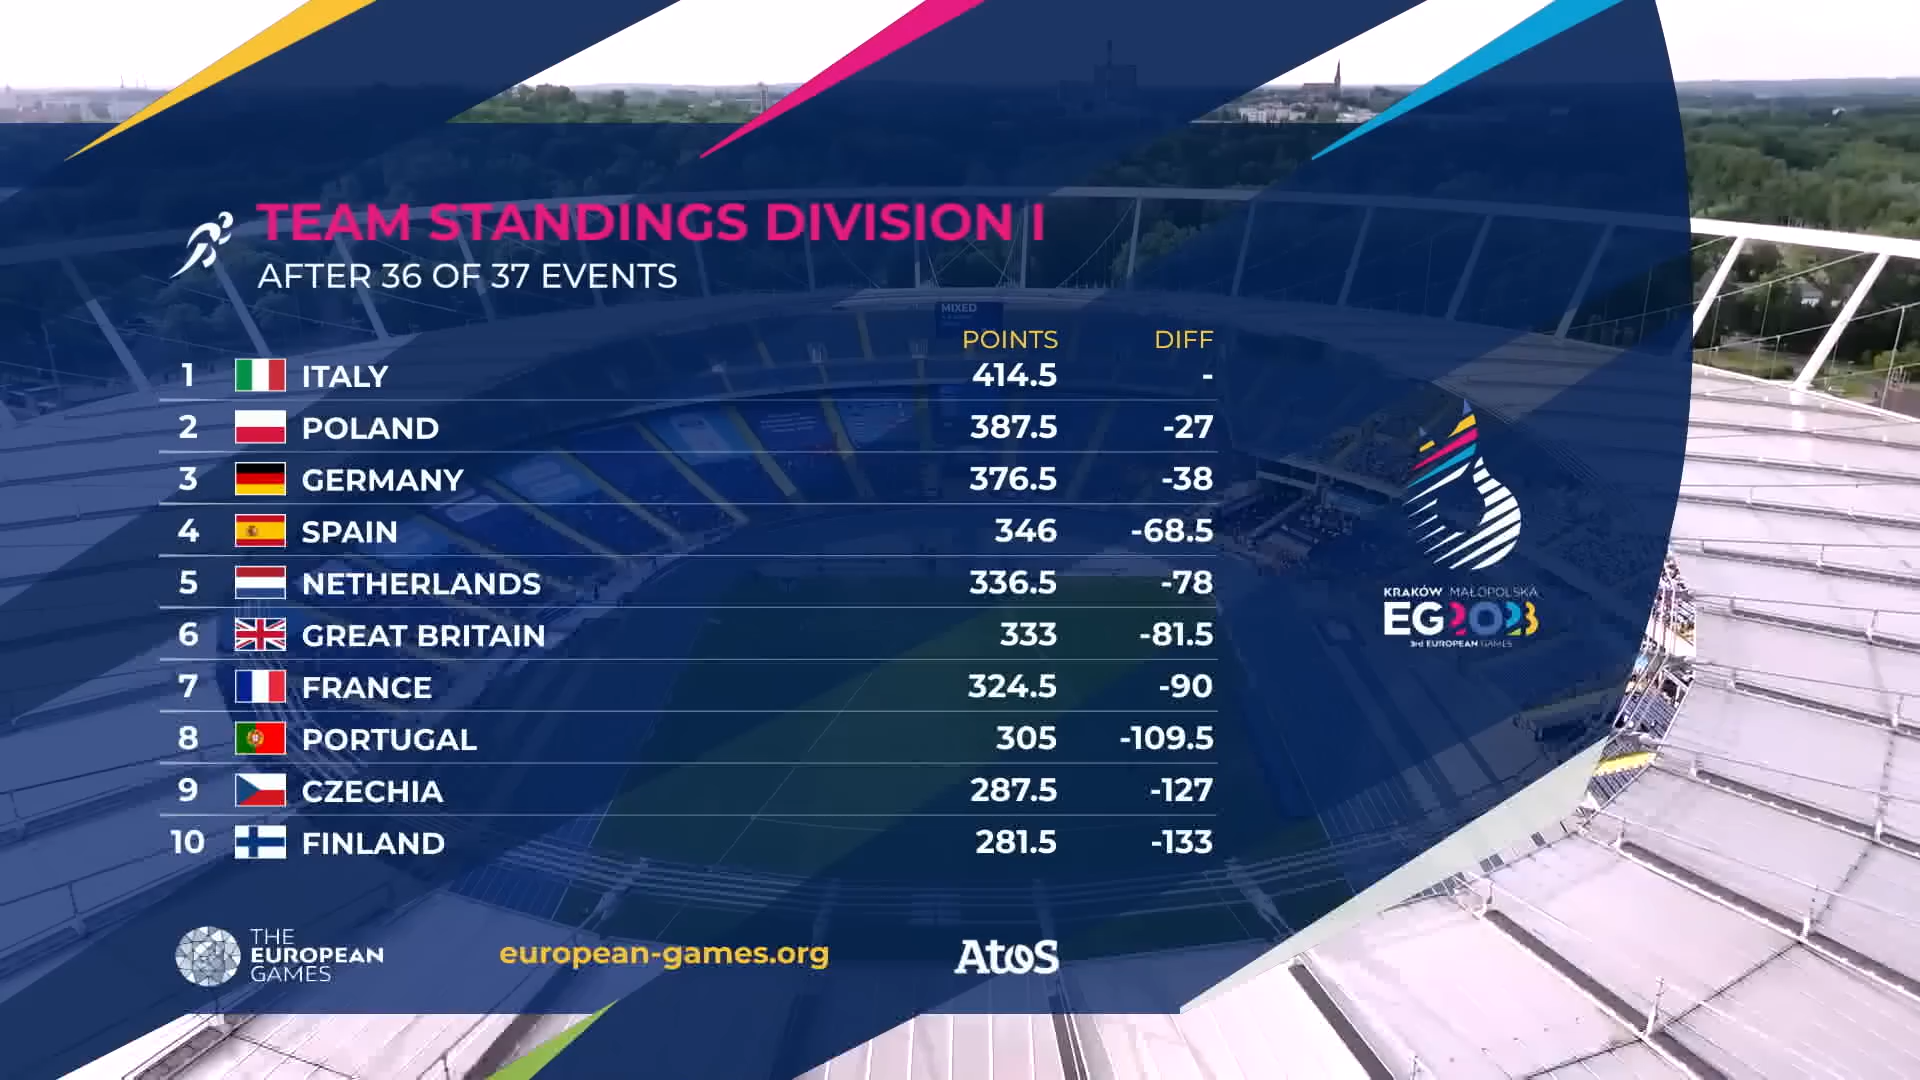 TEAM STANDINGS DIVISION I
AFTER 36 OF 37 EVENTS
MIXED
POINTS DIFF
1 ITALY 414.5 -
2 POLAND 387.5 -27
3 GERMANY 376.5 -38
4 SPAIN 346 -68.5
5 NETHERLANDS 336.5 -78
6 GREAT BRITAIN 333 -81.5
7 FRANCE 324.5 -90
8 PORTUGAL 305 -109.5
9 CZECHIA 287.5 -127
10 FINLAND 281.5 -133
KRAKÓW MAŁOPOLSKA
EG2023
3rd EUROPEAN GAMES
THE
EUROPEAN
GAMES
european-games.org
Atos